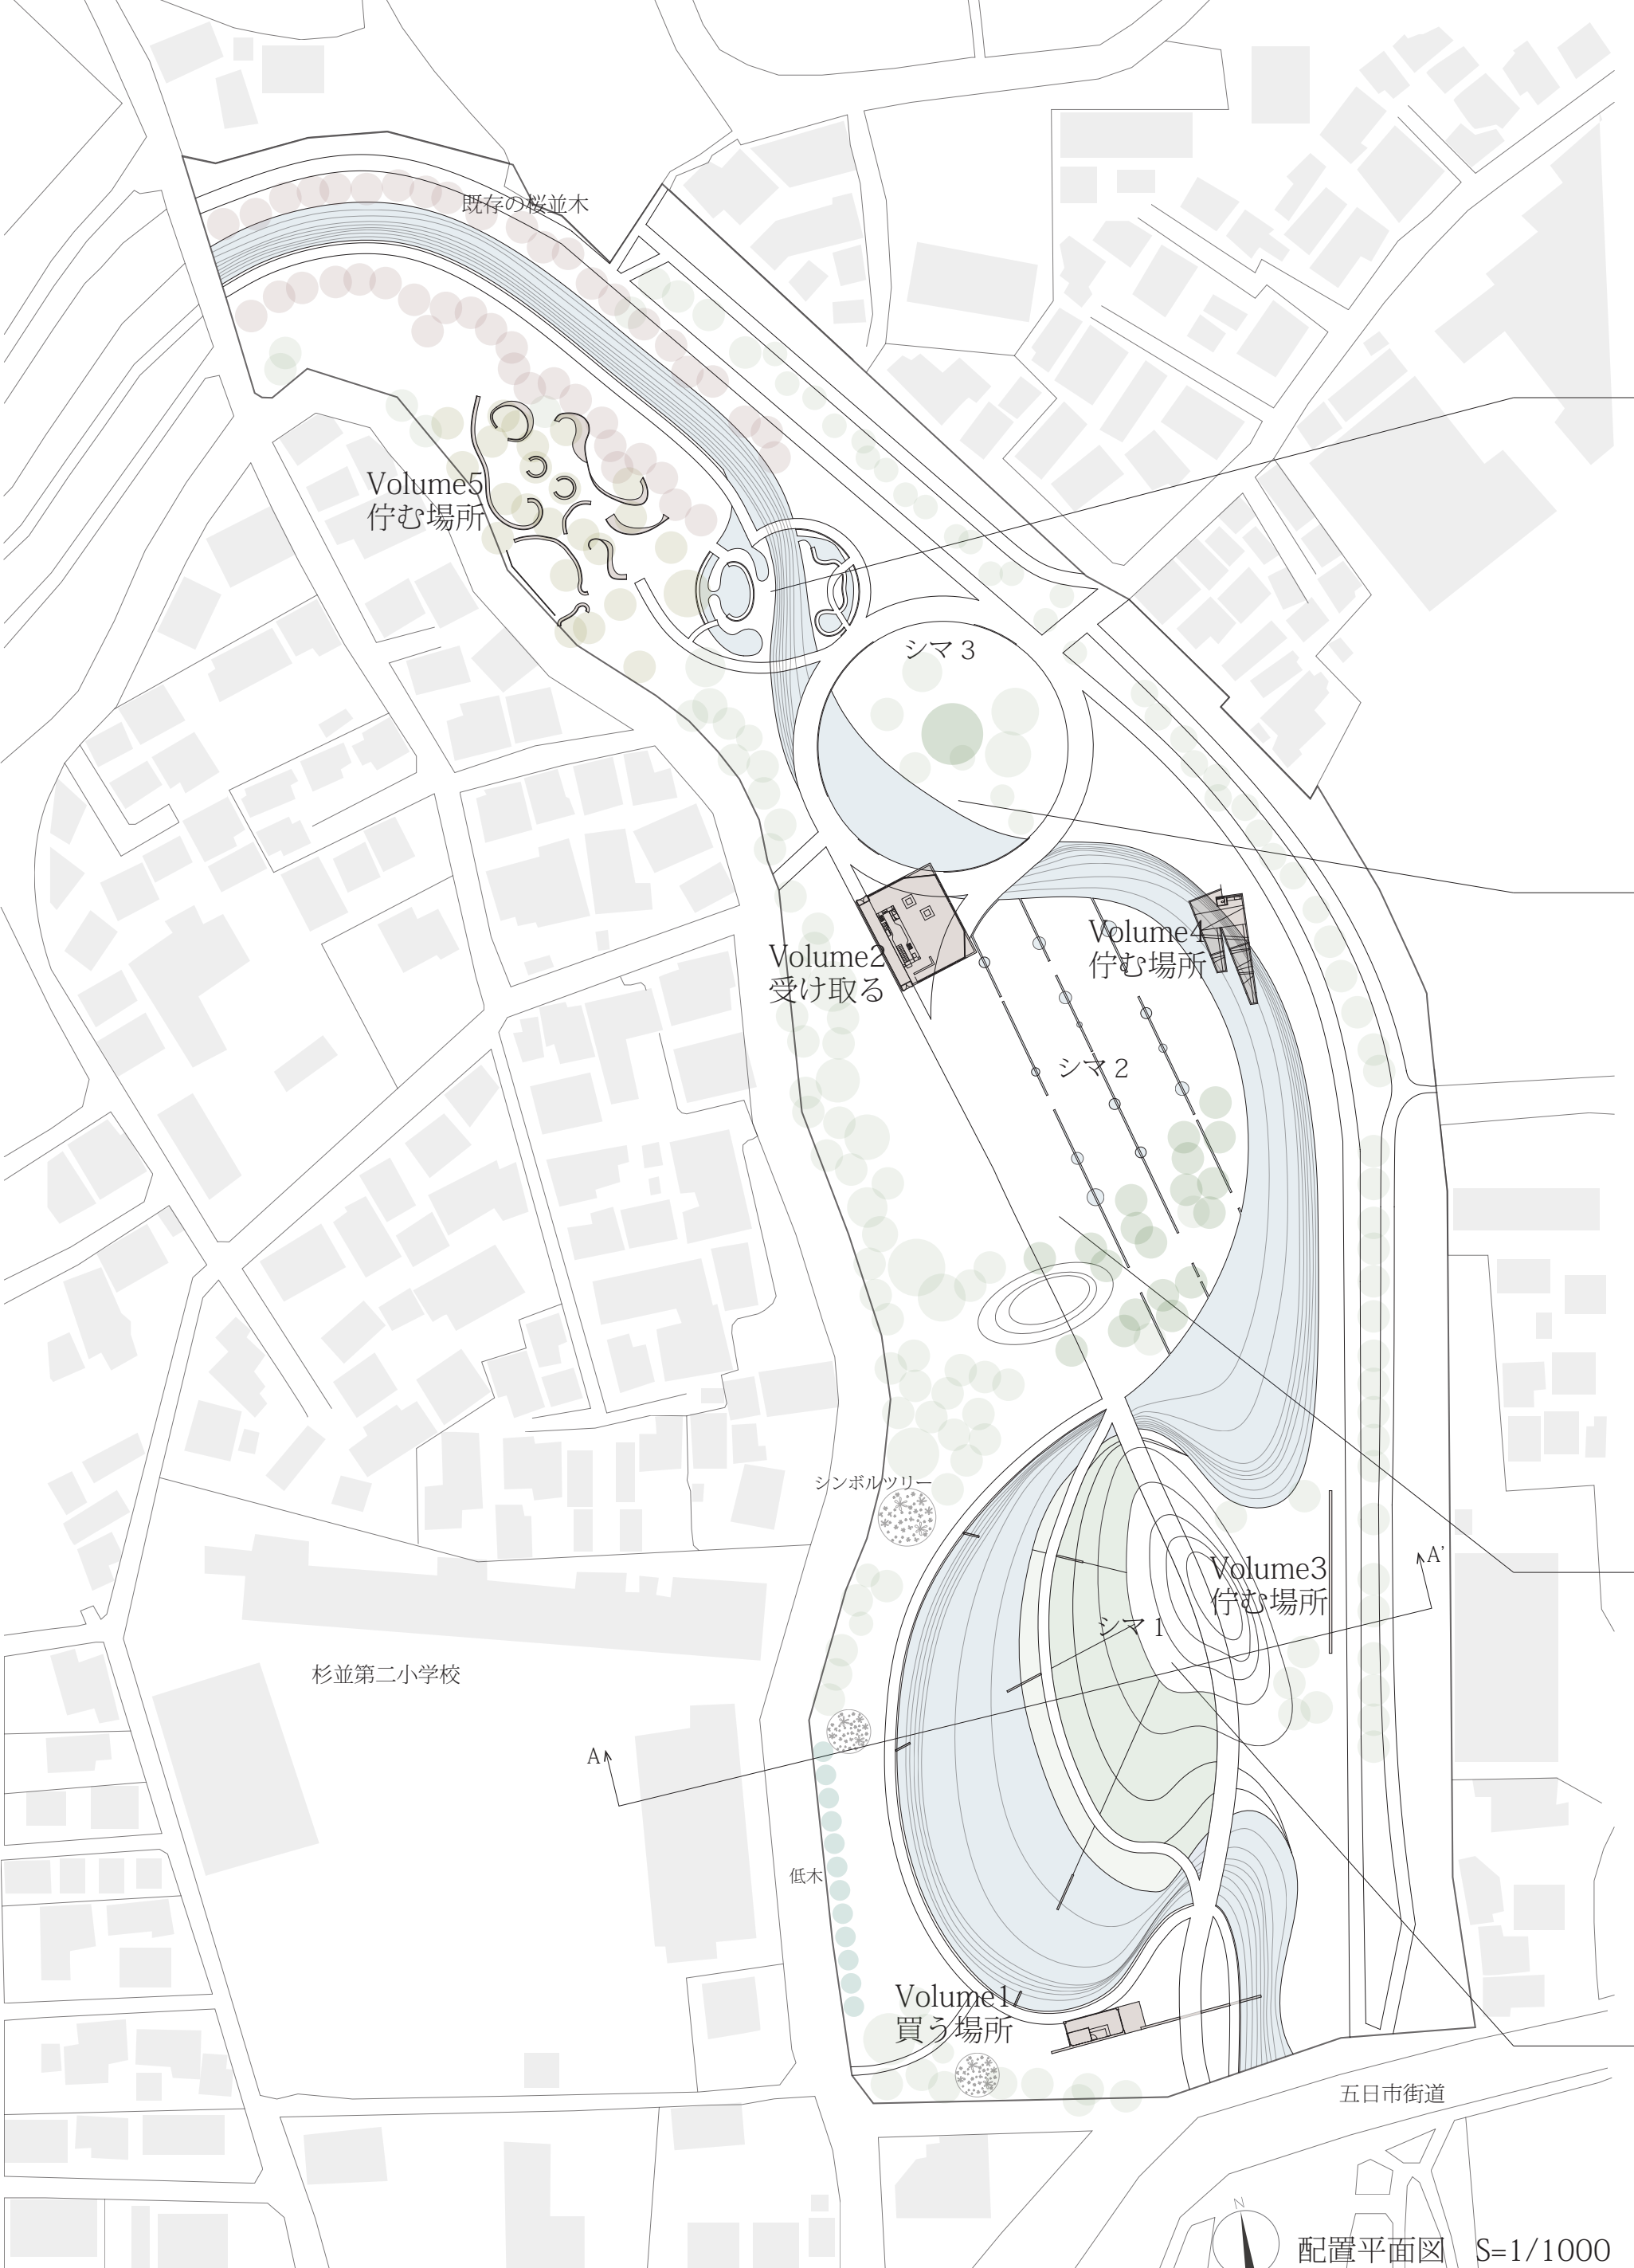 既存の桜並木
Volume5
佇む場所
シマ 3
Volume2
受け取る
Volume4
佇む場所
シマ 2
シンボルツリー
Volume3
佇む場所
A'
シマ 1
杉並第二小学校
A
低木
Volume1
買う場所
五日市街道
N
配置平面図 S=1/1000